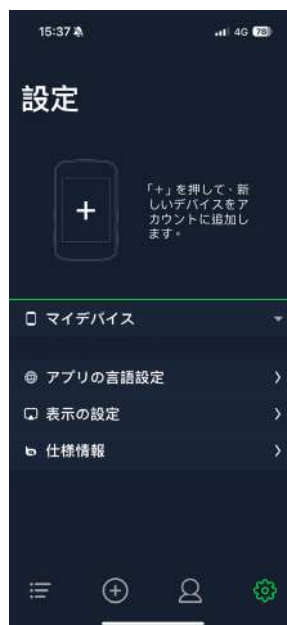 15:37
4G 78
設定
+
「+」を押して、新
しいデバイスをア
カウントに追加し
ます。
マイデバイス
アプリの言語設定
表示の設定
仕様情報